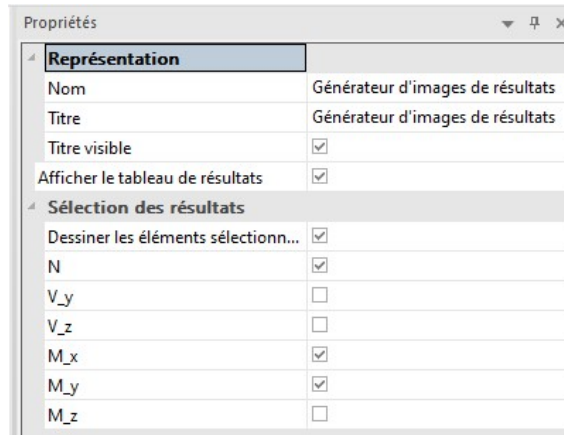 Propriétés
Représentation
Nom Générateur d'images de résultats
Titre Générateur d'images de résultats
Titre visible
Afficher le tableau de résultats
Sélection des résultats
Dessiner les éléments sélectionn...
N
V_y
V_z
M_x
M_y
M_z